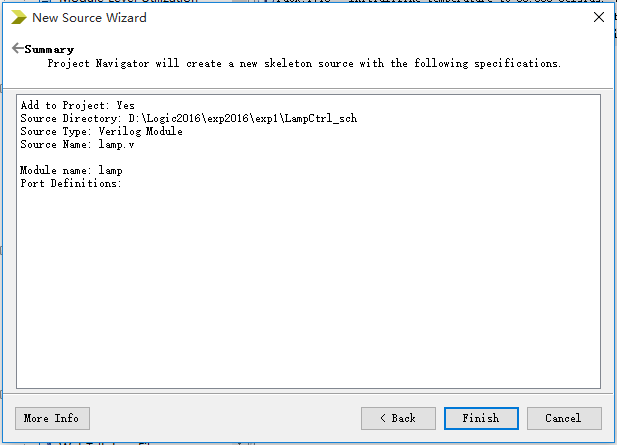 New Source Wizard
Summary
Project Navigator will create a new skeleton source with the following specifications.
Add to Project: Yes
Source Directory: D:\Logic2016\exp2016\exp1\LampCtrl_sch
Source Type: Verilog Module
Source Name: lamp.v
Module name: lamp
Port Definitions:
More Info
< Back
Finish
Cancel